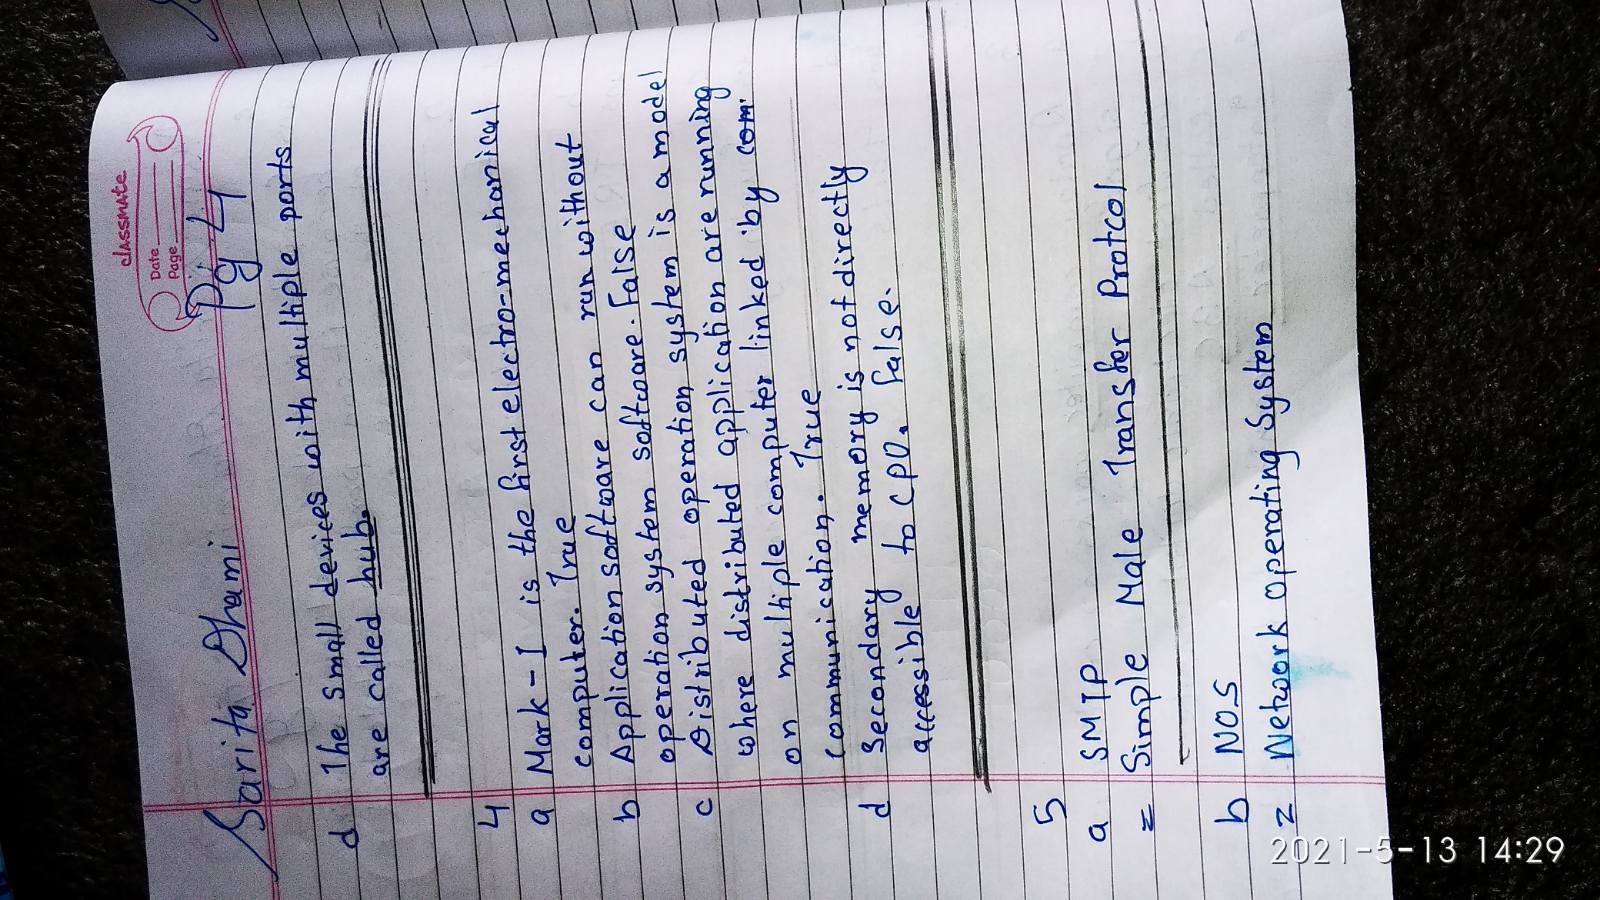 classmate
Date
Page
Pg 4
Sarita Dhami
d The small devices with multiple ports
are called hub.
4
a Mark-I is the first electro-mechanical
computer. True
b Application software can run without
operation system software. False
c Distributed operation system is a model
where distributed application are running
on multiple computer linked by com
communication. True
d Secondary memory is not directly
accessible to CPU. False.
5
a SMTP
= Simple Male Transfer Protcol
b NOS
= Network operating System
2021-5-13 14:29